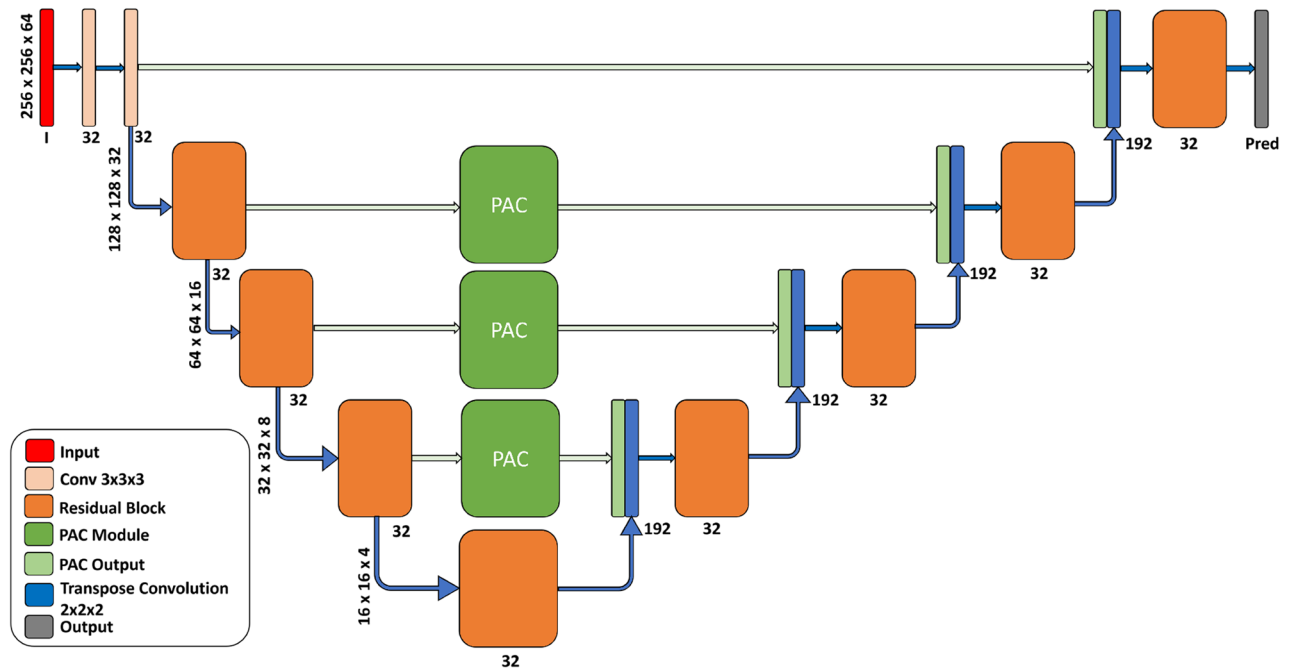 256 x 256 x 64
I
32
32
192
32
Pred
128 x 128 x 32
32
PAC
192
32
64 x 64 x 16
32
PAC
192
32
32 x 32 x 8
32
PAC
192
32
16 x 16 x 4
32
Input
Conv 3x3x3
Residual Block
PAC Module
PAC Output
Transpose Convolution
2x2x2
Output